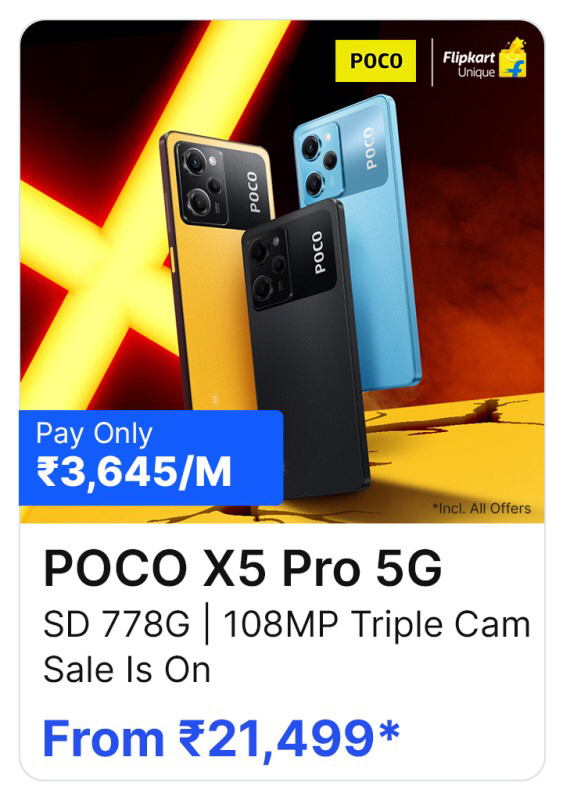 POCO
Flipkart
Unique
POCO
POCO
POCO
Pay Only
₹3,645/M
*Incl. All Offers
POCO X5 Pro 5G
SD 778G | 108MP Triple Cam
Sale Is On
From ₹21,499*